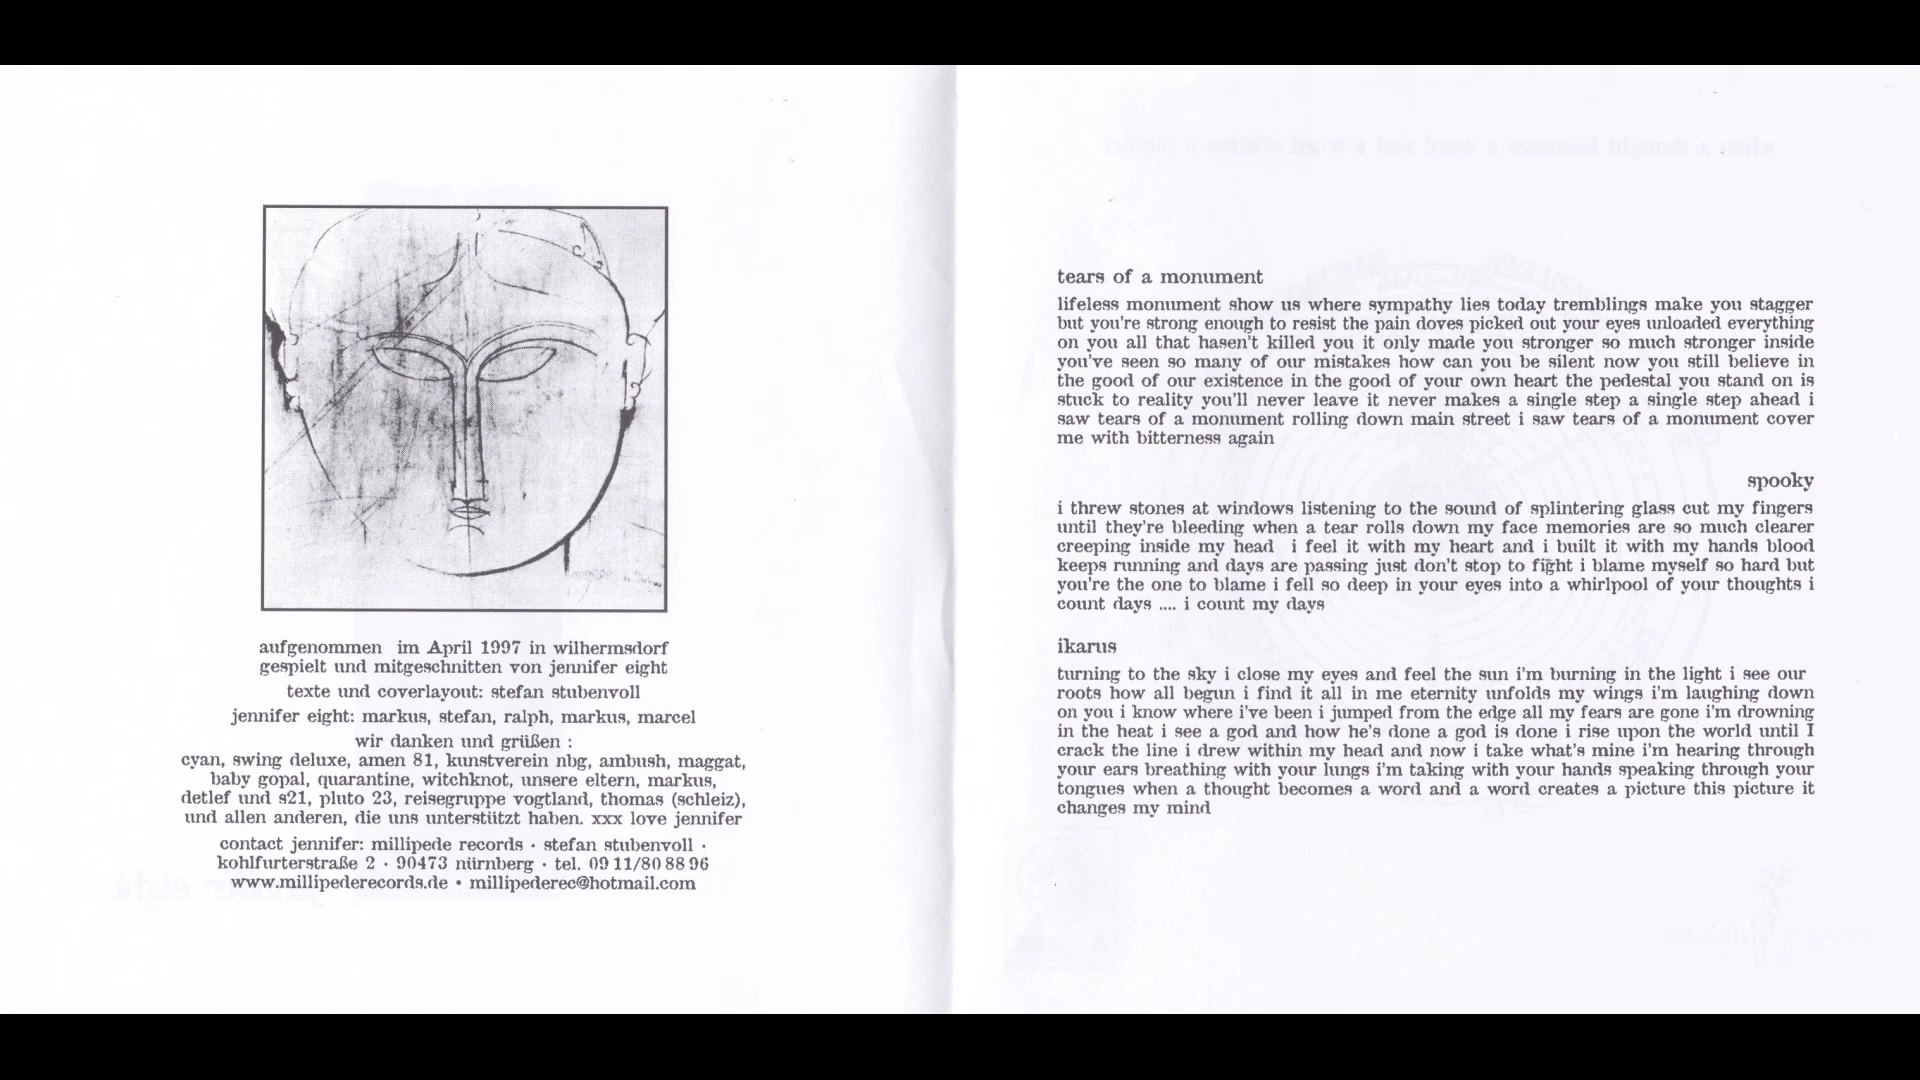 aufgenommen im April 1997 in wilhermsdorf
gespielt und mitgeschnitten von jennifer eight
texte und coverlayout: stefan stubenvoll
jennifer eight: markus, stefan, ralph, markus, marcel
wir danken und grüßen :
cyan, swing deluxe, amen 81, kunstverein nbg, ambush, maggat,
baby gopal, quarantine, witchknot, unsere eltern, markus,
detlef und s21, pluto 23, reisegruppe vogtland, thomas (schleiz),
und allen anderen, die uns unterstützt haben. xxx love jennifer
contact jennifer: millipede records · stefan stubenvoll ·
kohlfurterstraße 2 · 90473 nürnberg · tel. 09 11/80 88 96
www.millipederecords.de • millipederec@hotmail.com
tears of a monument
lifeless monument show us where sympathy lies today tremblings make you stagger
but you're strong enough to resist the pain doves picked out your eyes unloaded everything
on you all that hasen't killed you it only made you stronger so much stronger inside
you've seen so many of our mistakes how can you be silent now you still believe in
the good of our existence in the good of your own heart the pedestal you stand on is
stuck to reality you'll never leave it never makes a single step a single step ahead i
saw tears of a monument rolling down main street i saw tears of a monument cover
me with bitterness again
spooky
i threw stones at windows listening to the sound of splintering glass cut my fingers
until they're bleeding when a tear rolls down my face memories are so much clearer
creeping inside my head i feel it with my heart and i built it with my hands blood
keeps running and days are passing just don't stop to fight i blame myself so hard but
you're the one to blame i fell so deep in your eyes into a whirlpool of your thoughts i
count days .... i count my days
ikarus
turning to the sky i close my eyes and feel the sun i'm burning in the light i see our
roots how all begun i find it all in me eternity unfolds my wings i'm laughing down
on you i know where i've been i jumped from the edge all my fears are gone i'm drowning
in the heat i see a god and how he's done a god is done i rise upon the world until I
crack the line i drew within my head and now i take what's mine i'm hearing through
your ears breathing with your lungs i'm taking with your hands speaking through your
tongues when a thought becomes a word and a word creates a picture this picture it
changes my mind